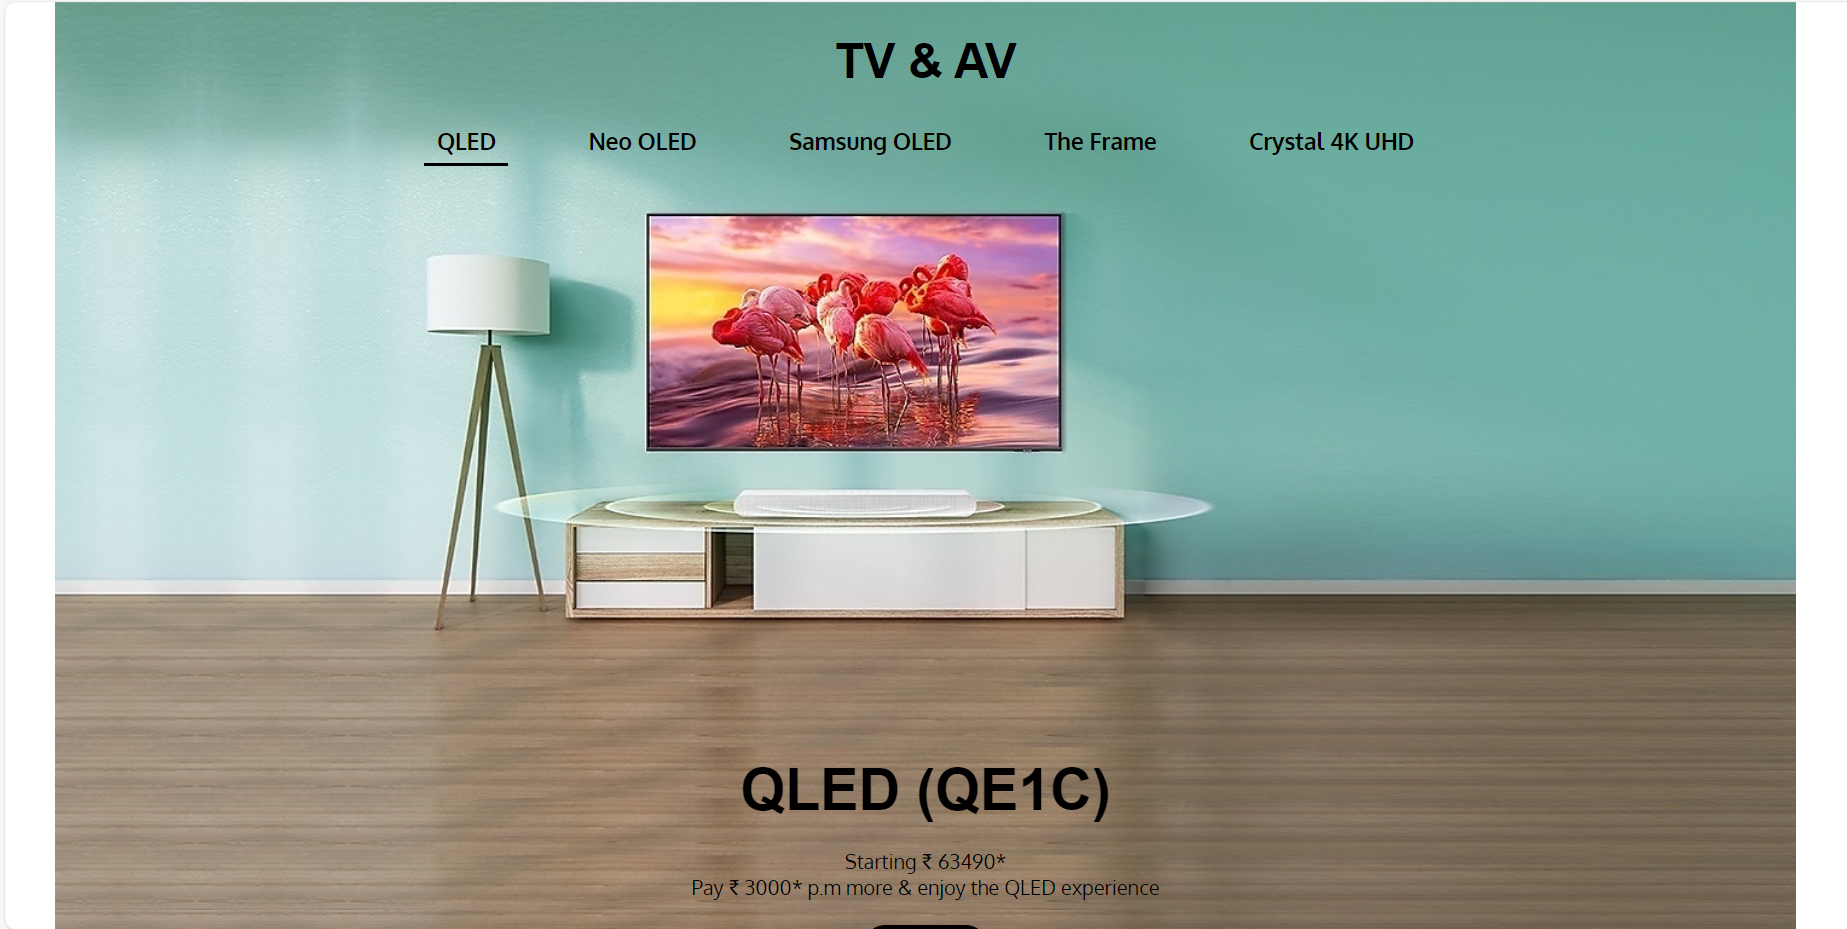 TV & AV
QLED Neo OLED Samsung OLED The Frame Crystal 4K UHD
QLED (QE1C)
Starting ₹ 63490*
Pay ₹ 3000* p.m more & enjoy the QLED experience